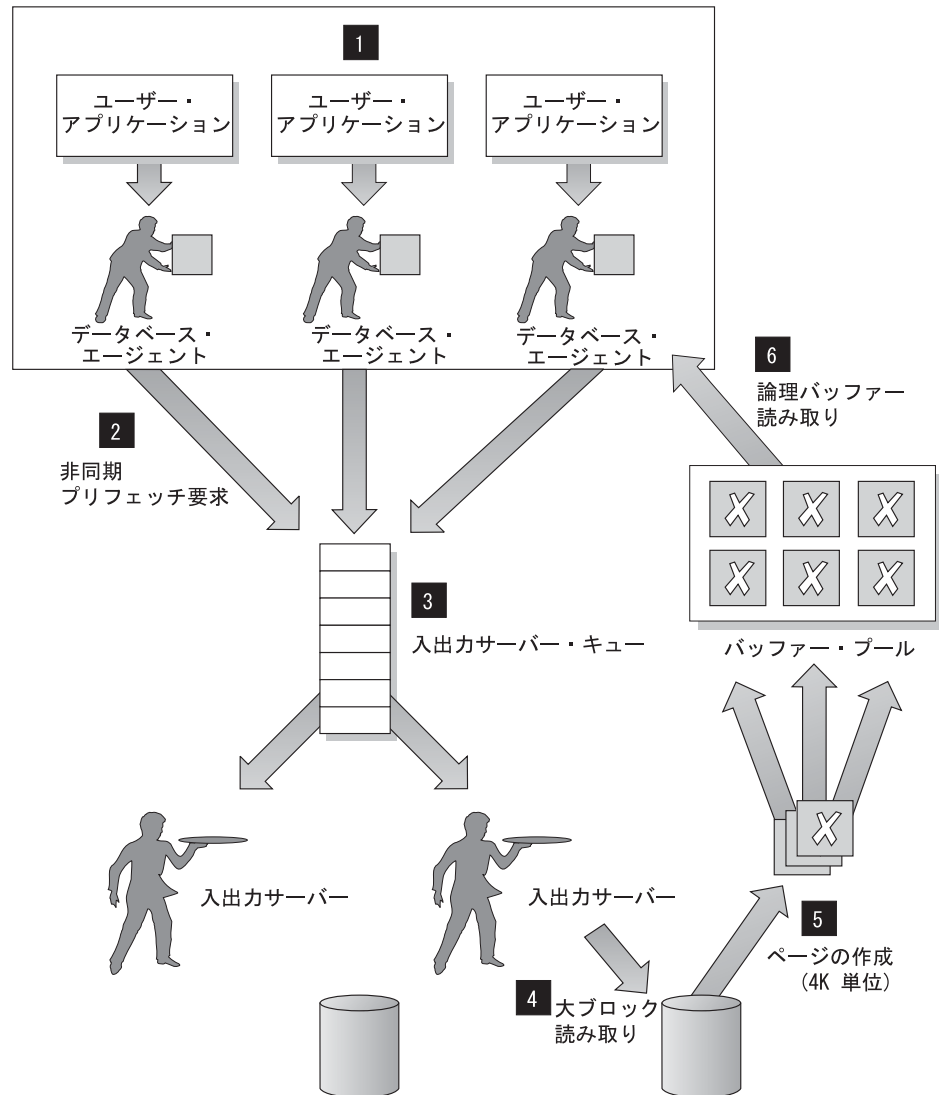 1
ユーザー・
アプリケーション
ユーザー・
アプリケーション
ユーザー・
アプリケーション
データベース・
エージェント
データベース・
エージェント
データベース・
エージェント
2
非同期
プリフェッチ要求
6
論理バッファー
読み取り
3
入出力サーバー・キュー
バッファー・プール
入出力サーバー
入出力サーバー
5
ページの作成
(4K 単位)
4
大ブロック
読み取り